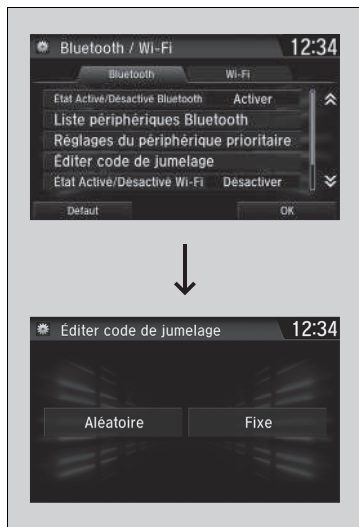 Bluetooth / Wi-Fi 12:34
Bluetooth Wi-Fi
État Activé/Désactivé Bluetooth Activer
Liste périphériques Bluetooth
Réglages du périphérique prioritaire
Éditer code de jumelage
État Activé/Désactivé Wi-Fi Désactiver
Défaut OK
Éditer code de jumelage 12:34
Aléatoire Fixe